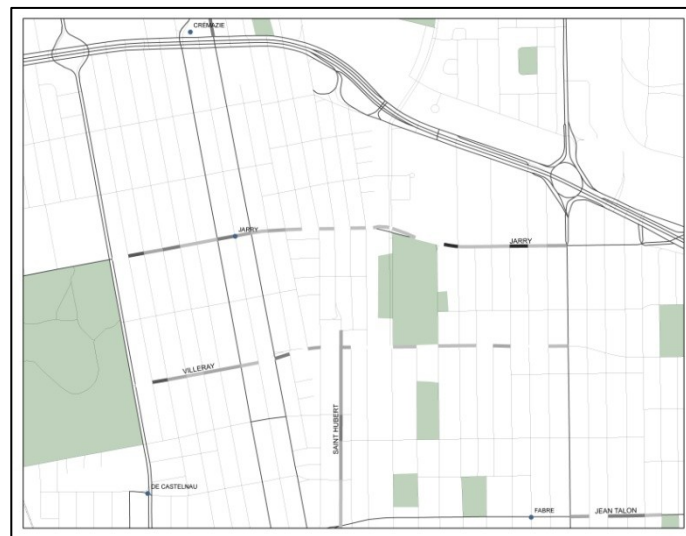 CRÉMAZIE
JARRY
JARRY
VILLERAY
SAINT HUBERT
DE CASTELNAU
FABRE
JEAN TALON